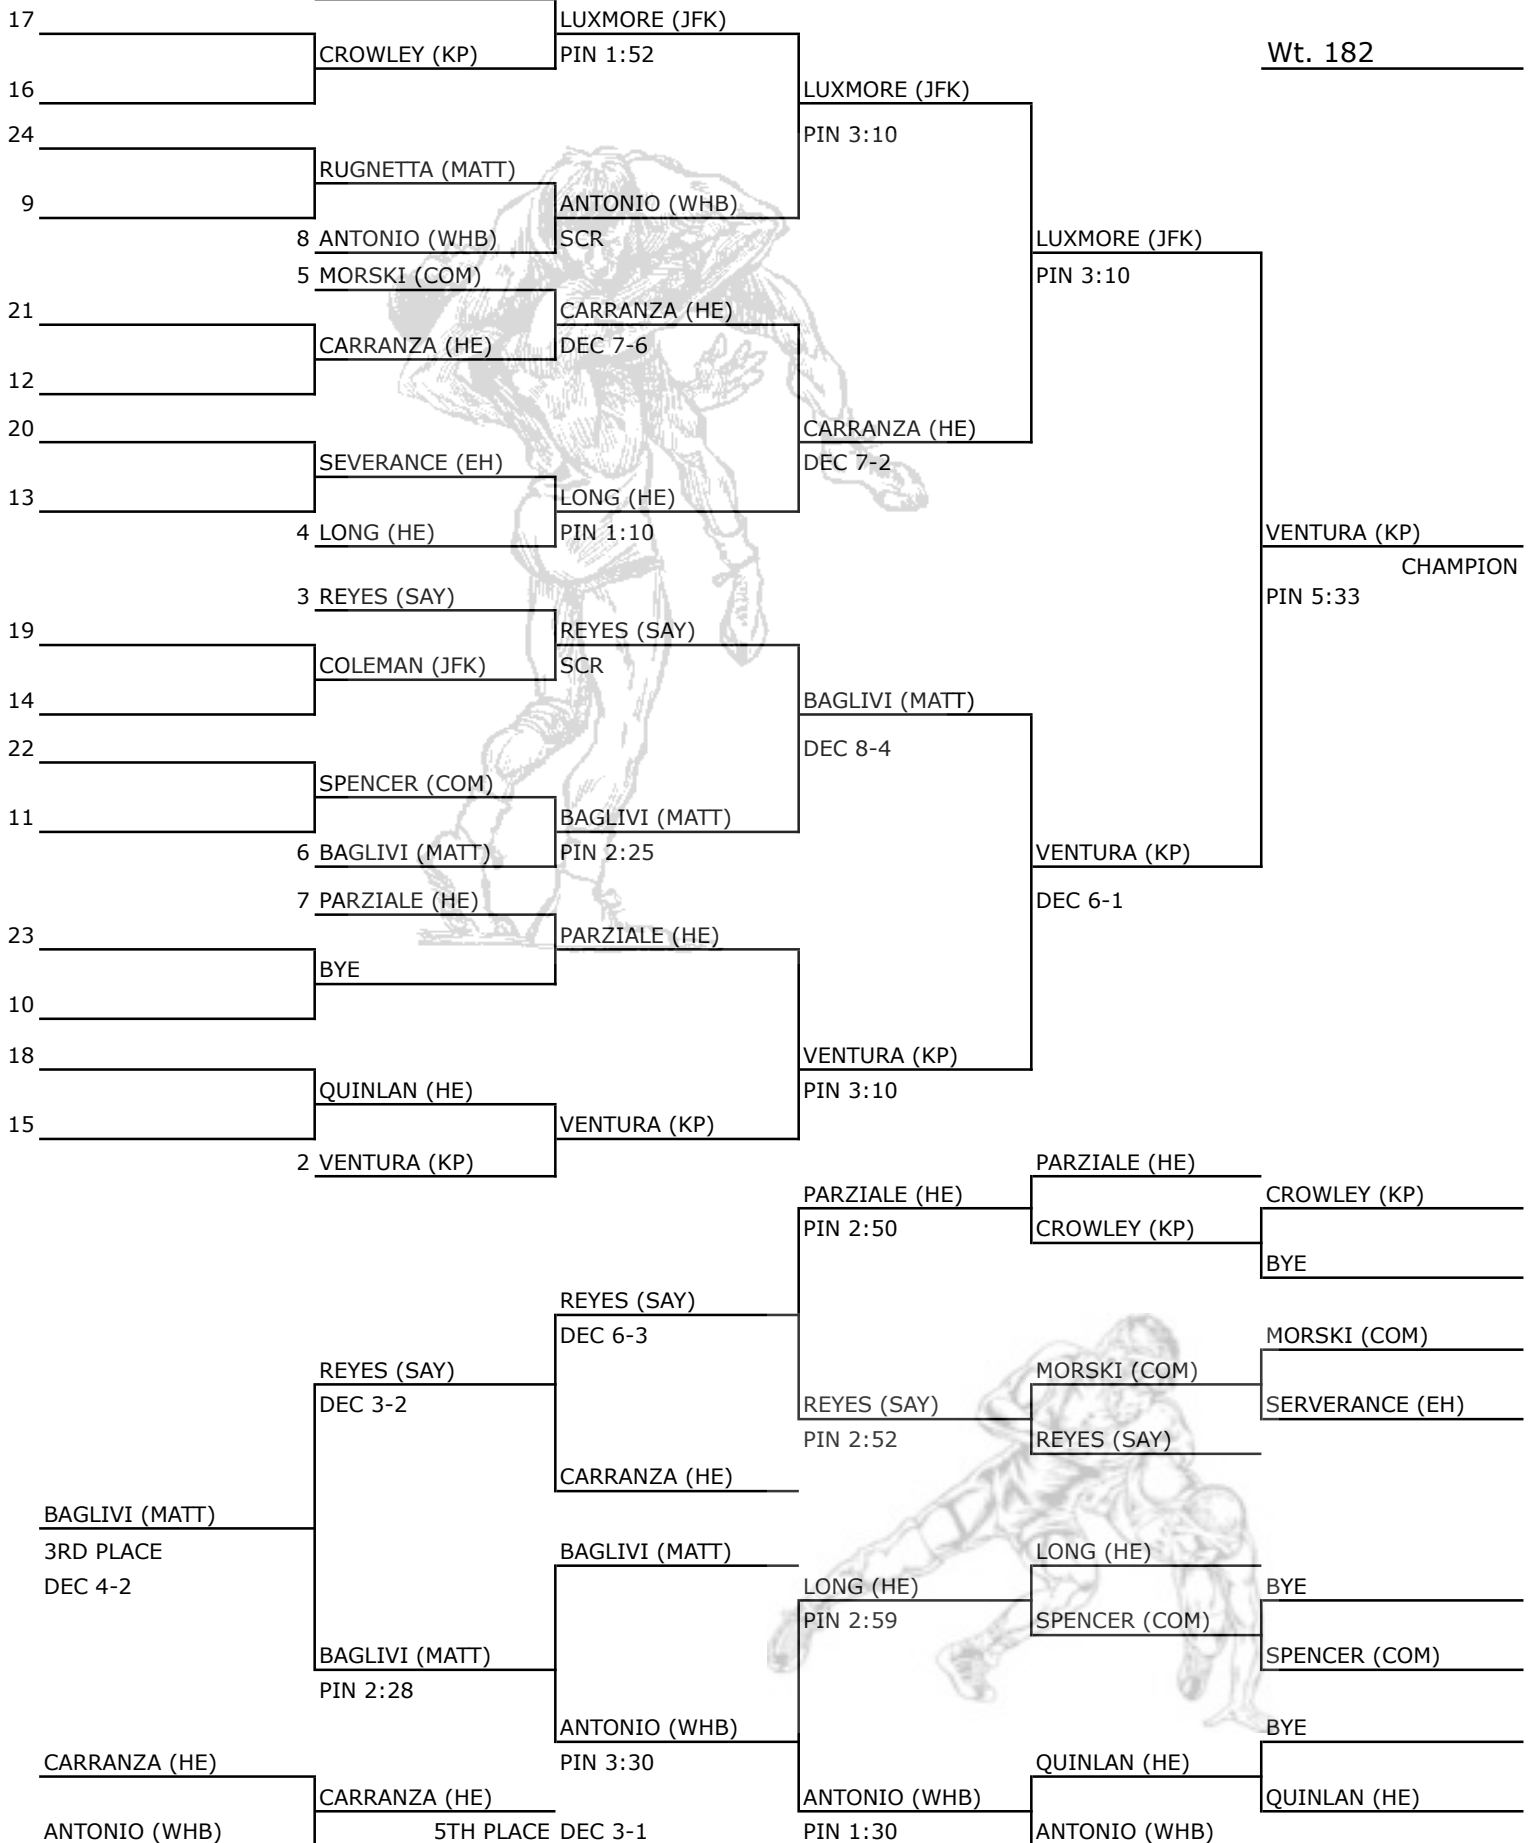 17
LUXMORE (JFK)
CROWLEY (KP)
PIN 1:52
Wt. 182
16
LUXMORE (JFK)
24
PIN 3:10
RUGNETTA (MATT)
9
ANTONIO (WHB)
8 ANTONIO (WHB)
SCR
LUXMORE (JFK)
5 MORSKI (COM)
PIN 3:10
21
CARRANZA (HE)
CARRANZA (HE)
DEC 7-6
12
20
CARRANZA (HE)
SEVERANCE (EH)
DEC 7-2
13
LONG (HE)
4 LONG (HE)
PIN 1:10
VENTURA (KP)
CHAMPION
3 REYES (SAY)
PIN 5:33
19
REYES (SAY)
COLEMAN (JFK)
SCR
14
BAGLIVI (MATT)
22
DEC 8-4
SPENCER (COM)
11
BAGLIVI (MATT)
6 BAGLIVI (MATT)
PIN 2:25
VENTURA (KP)
7 PARZIALE (HE)
DEC 6-1
23
PARZIALE (HE)
BYE
10
18
VENTURA (KP)
QUINLAN (HE)
PIN 3:10
15
VENTURA (KP)
2 VENTURA (KP)
PARZIALE (HE)
PARZIALE (HE)
CROWLEY (KP)
PIN 2:50
CROWLEY (KP)
BYE
REYES (SAY)
DEC 6-3
MORSKI (COM)
REYES (SAY)
MORSKI (COM)
DEC 3-2
REYES (SAY)
SERVERANCE (EH)
PIN 2:52
REYES (SAY)
CARRANZA (HE)
BAGLIVI (MATT)
3RD PLACE
BAGLIVI (MATT)
LONG (HE)
DEC 4-2
LONG (HE)
BYE
PIN 2:59
SPENCER (COM)
BAGLIVI (MATT)
SPENCER (COM)
PIN 2:28
ANTONIO (WHB)
BYE
CARRANZA (HE)
PIN 3:30
QUINLAN (HE)
CARRANZA (HE)
ANTONIO (WHB)
QUINLAN (HE)
ANTONIO (WHB)
5TH PLACE DEC 3-1
PIN 1:30
ANTONIO (WHB)